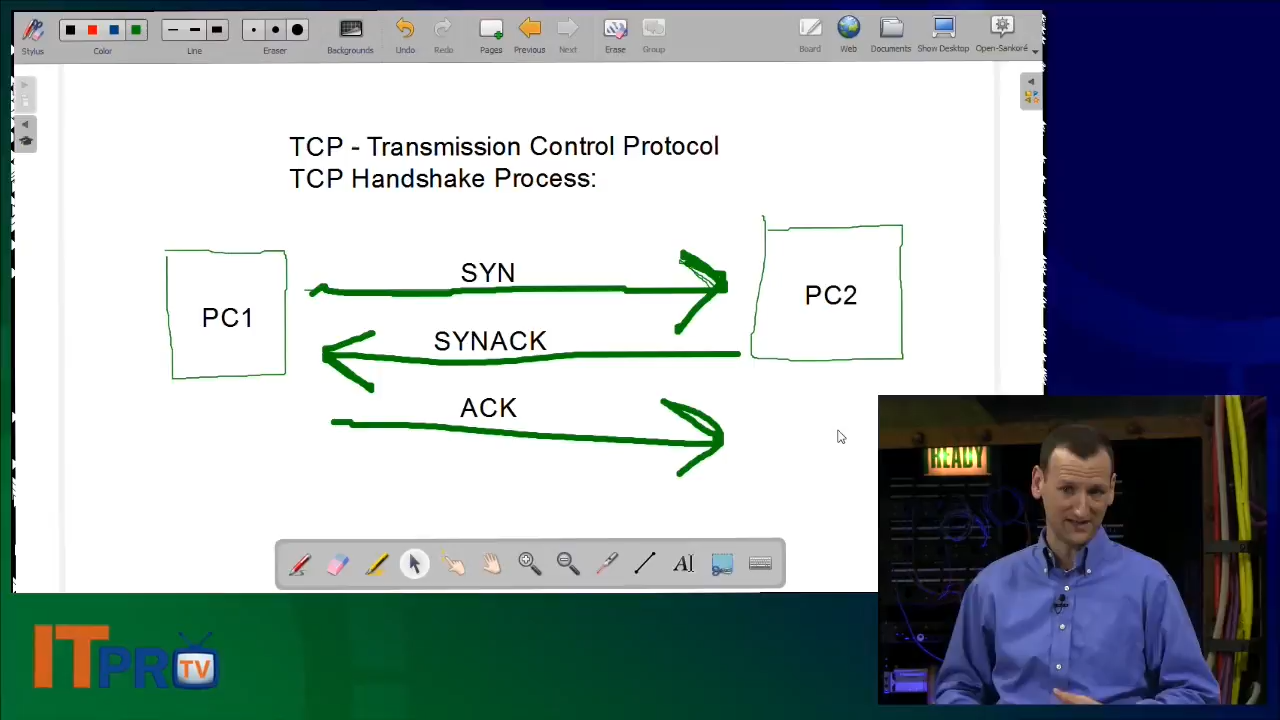 Stylus
Color
Line
Eraser
Backgrounds
Undo
Redo
Pages
Previous
Next
Erase
Group
Board
Web
Documents
Show Desktop
Open-Sankoré
TCP - Transmission Control Protocol
TCP Handshake Process:
SYN
PC1
PC2
SYNACK
ACK
READY
AI
ITPRO
TV